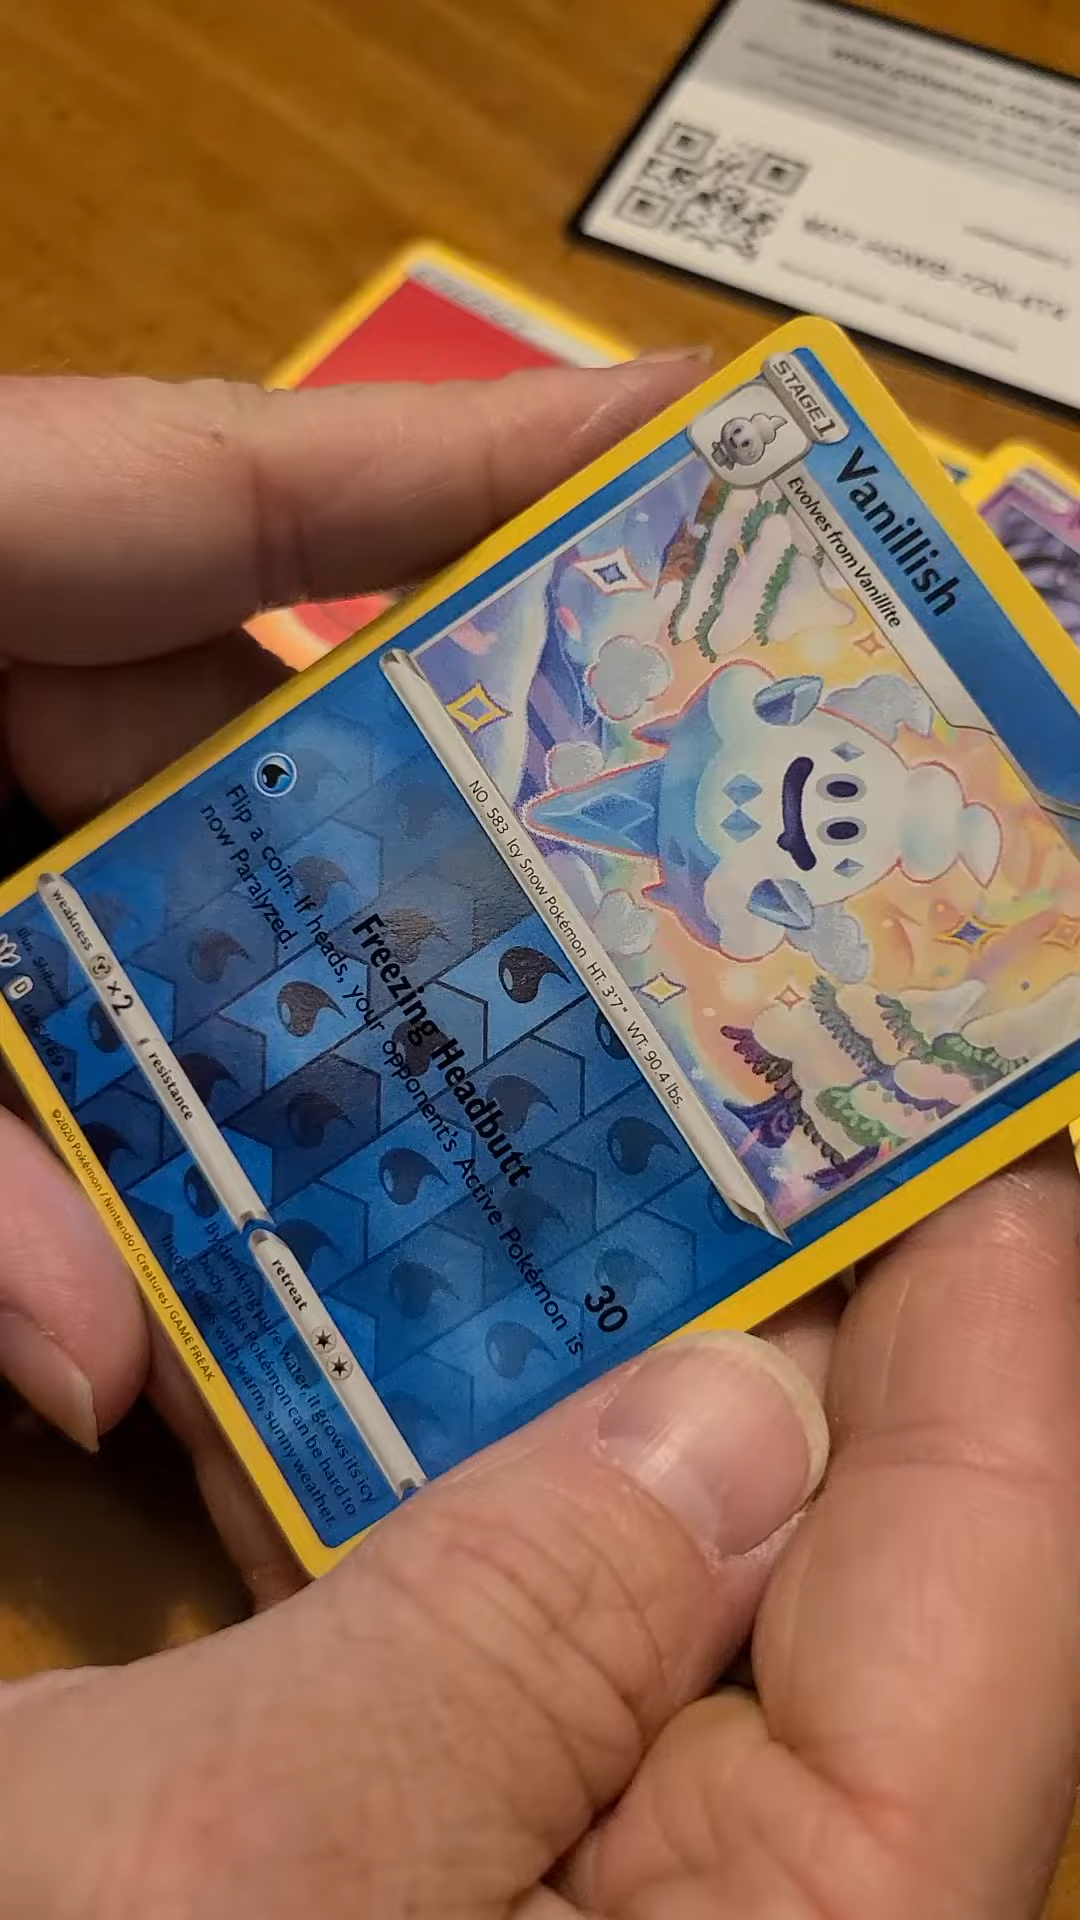 STAGE1
Vanillish
Evolves from Vanillite
NO. 583 Icy Snow Pokémon HT: 3'7" WT: 90.4 lbs.
Freezing Headbutt 30
Flip a coin. If heads, your opponent's Active Pokémon is
now Paralyzed.
weakness ×2 resistance
retreat
Illus.
D
/189
By drinking pure water, it grows its icy
body. This Pokémon can be hard to
find on days with warm, sunny weather.
©2020 Pokémon / Nintendo / Creatures / GAME FREAK